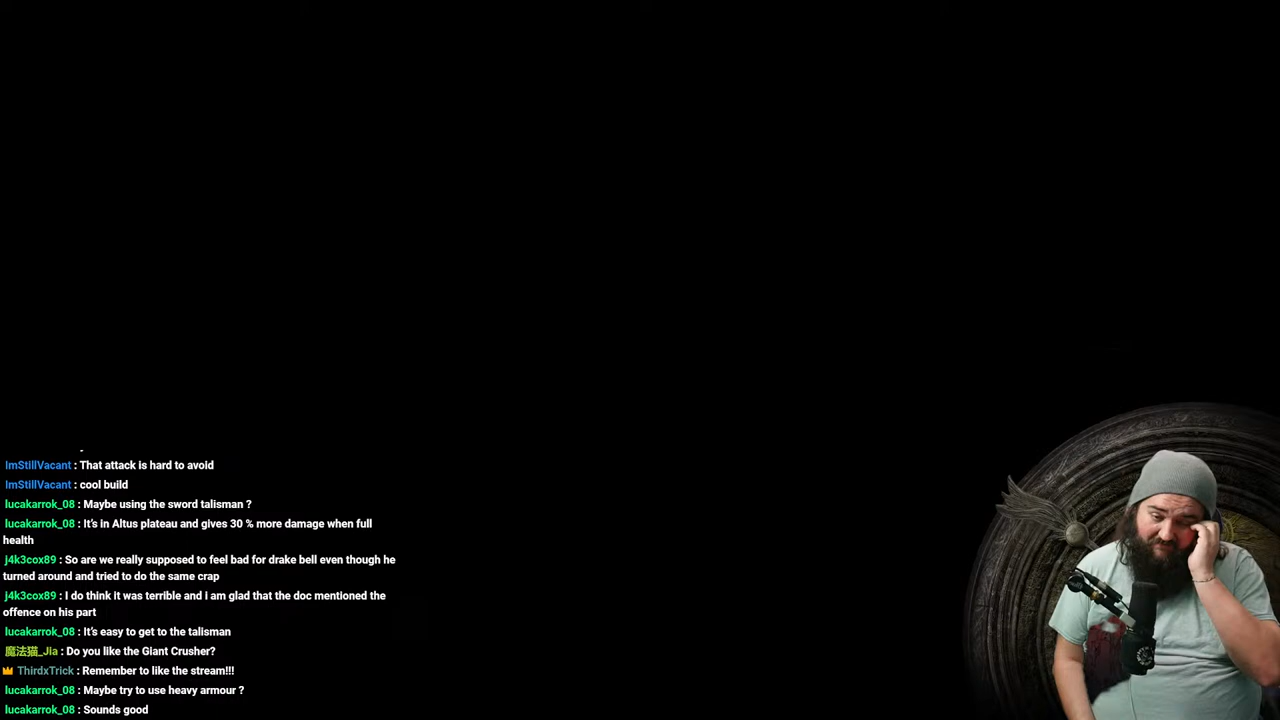 ImStillVacant : That attack is hard to avoid
ImStillVacant : cool build
lucakarrok_08 : Maybe using the sword talisman ?
lucakarrok_08 : It's in Altus plateau and gives 30 % more damage when full
health
j4k3cox89 : So are we really supposed to feel bad for drake bell even though he
turned around and tried to do the same crap
j4k3cox89 : I do think it was terrible and i am glad that the doc mentioned the
offence on his part
lucakarrok_08 : It's easy to get to the talisman
魔法猫_Jia : Do you like the Giant Crusher?
ThirdxTrick : Remember to like the stream!!!
lucakarrok_08 : Maybe try to use heavy armour ?
lucakarrok_08 : Sounds good